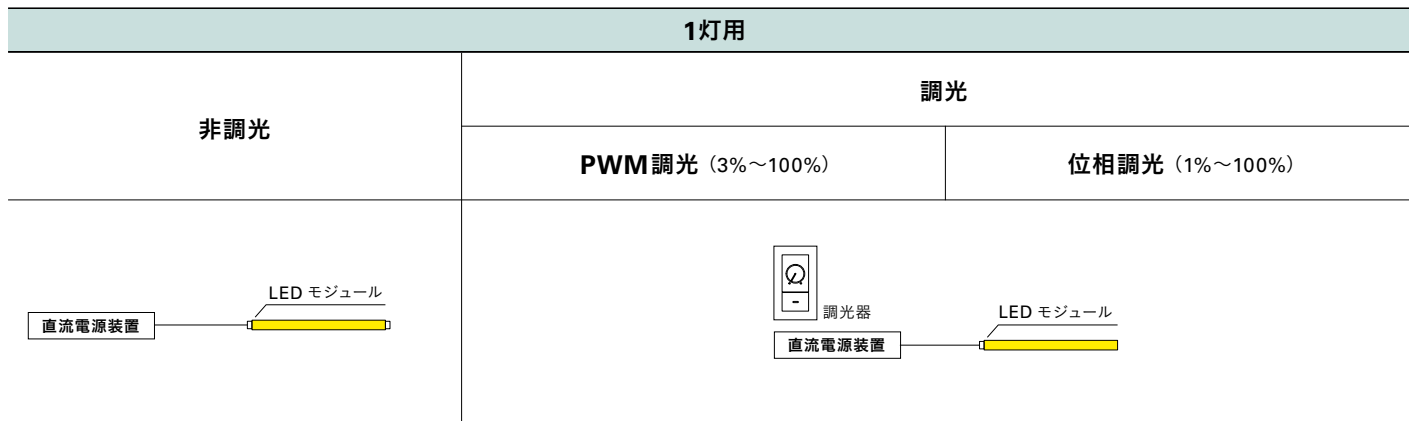 1灯用
非調光
調光
PWM調光（3%～100%）
位相調光（1%～100%）
LED モジュール
直流電源装置
調光器
LED モジュール
直流電源装置